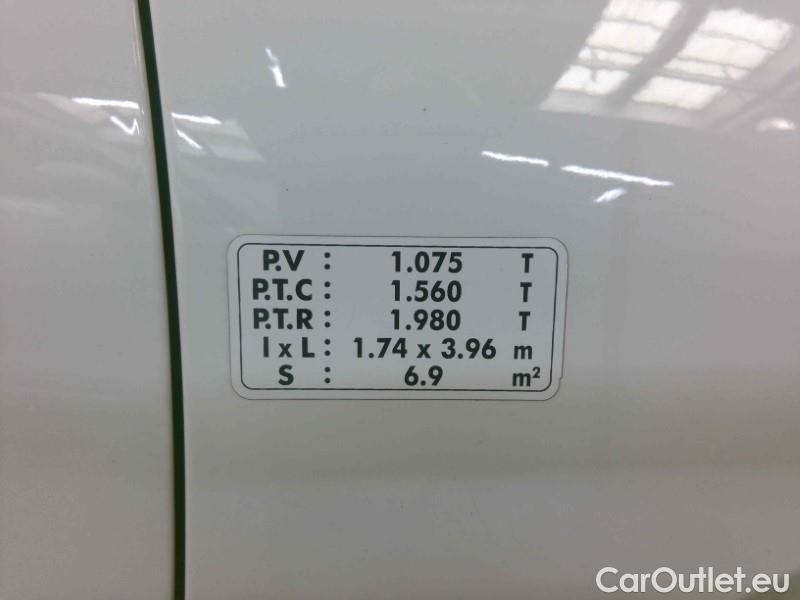 P.V : 1.075 T
P.T.C : 1.560 T
P.T.R : 1.980 T
l x L : 1.74 x 3.96 m
S : 6.9 m²
CarOutlet.eu